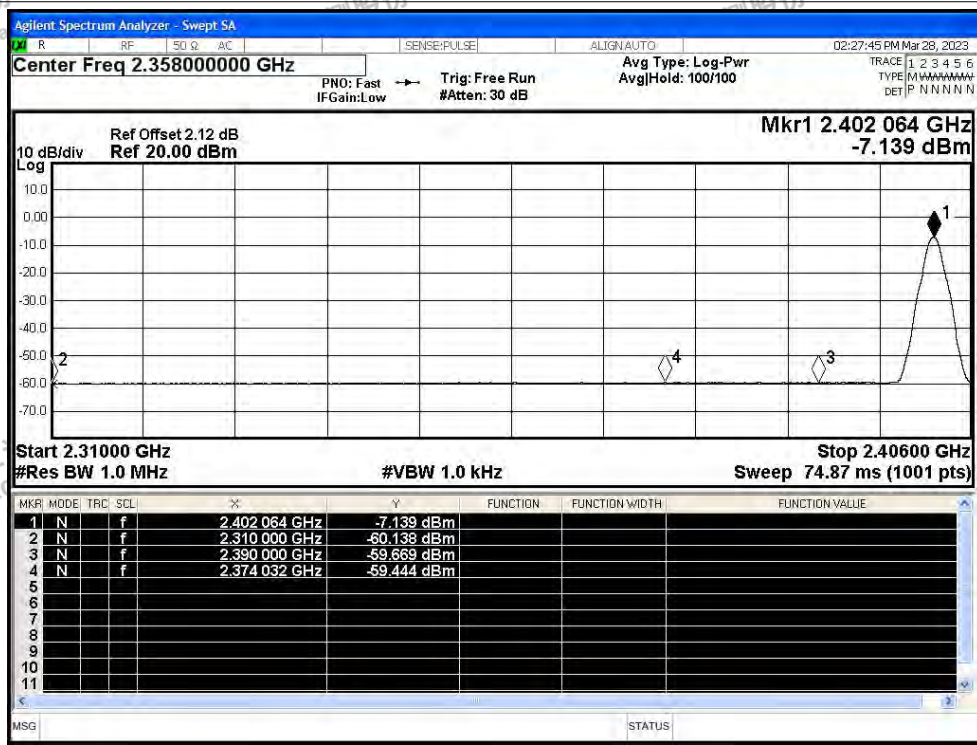 Agilent Spectrum Analyzer - Swept SA
R RF 50 Ω AC SENSE:PULSE ALIGN AUTO 02:27:45 PM Mar 28, 2023
Center Freq 2.358000000 GHz
PNO: Fast
IFGain:Low
Trig: Free Run
#Atten: 30 dB
Avg Type: Log-Pwr
Avg|Hold: 100/100
TRACE 1 2 3 4 5 6
TYPE M
DET P N N N N N
Ref Offset 2.12 dB
10 dB/div Ref 20.00 dBm
Log
Mkr1 2.402 064 GHz
-7.139 dBm
10.0
0.00
-10.0
-20.0
-30.0
-40.0
-50.0
-60.0
-70.0
1
2
4
3
Start 2.31000 GHz Stop 2.40600 GHz
#Res BW 1.0 MHz #VBW 1.0 kHz Sweep 74.87 ms (1001 pts)
MKR MODE TRC SCL X Y FUNCTION FUNCTION WIDTH FUNCTION VALUE
1 N f 2.402 064 GHz -7.139 dBm
2 N f 2.310 000 GHz -60.138 dBm
3 N f 2.390 000 GHz -59.669 dBm
4 N f 2.374 032 GHz -59.444 dBm
5
6
7
8
9
10
11
MSG STATUS